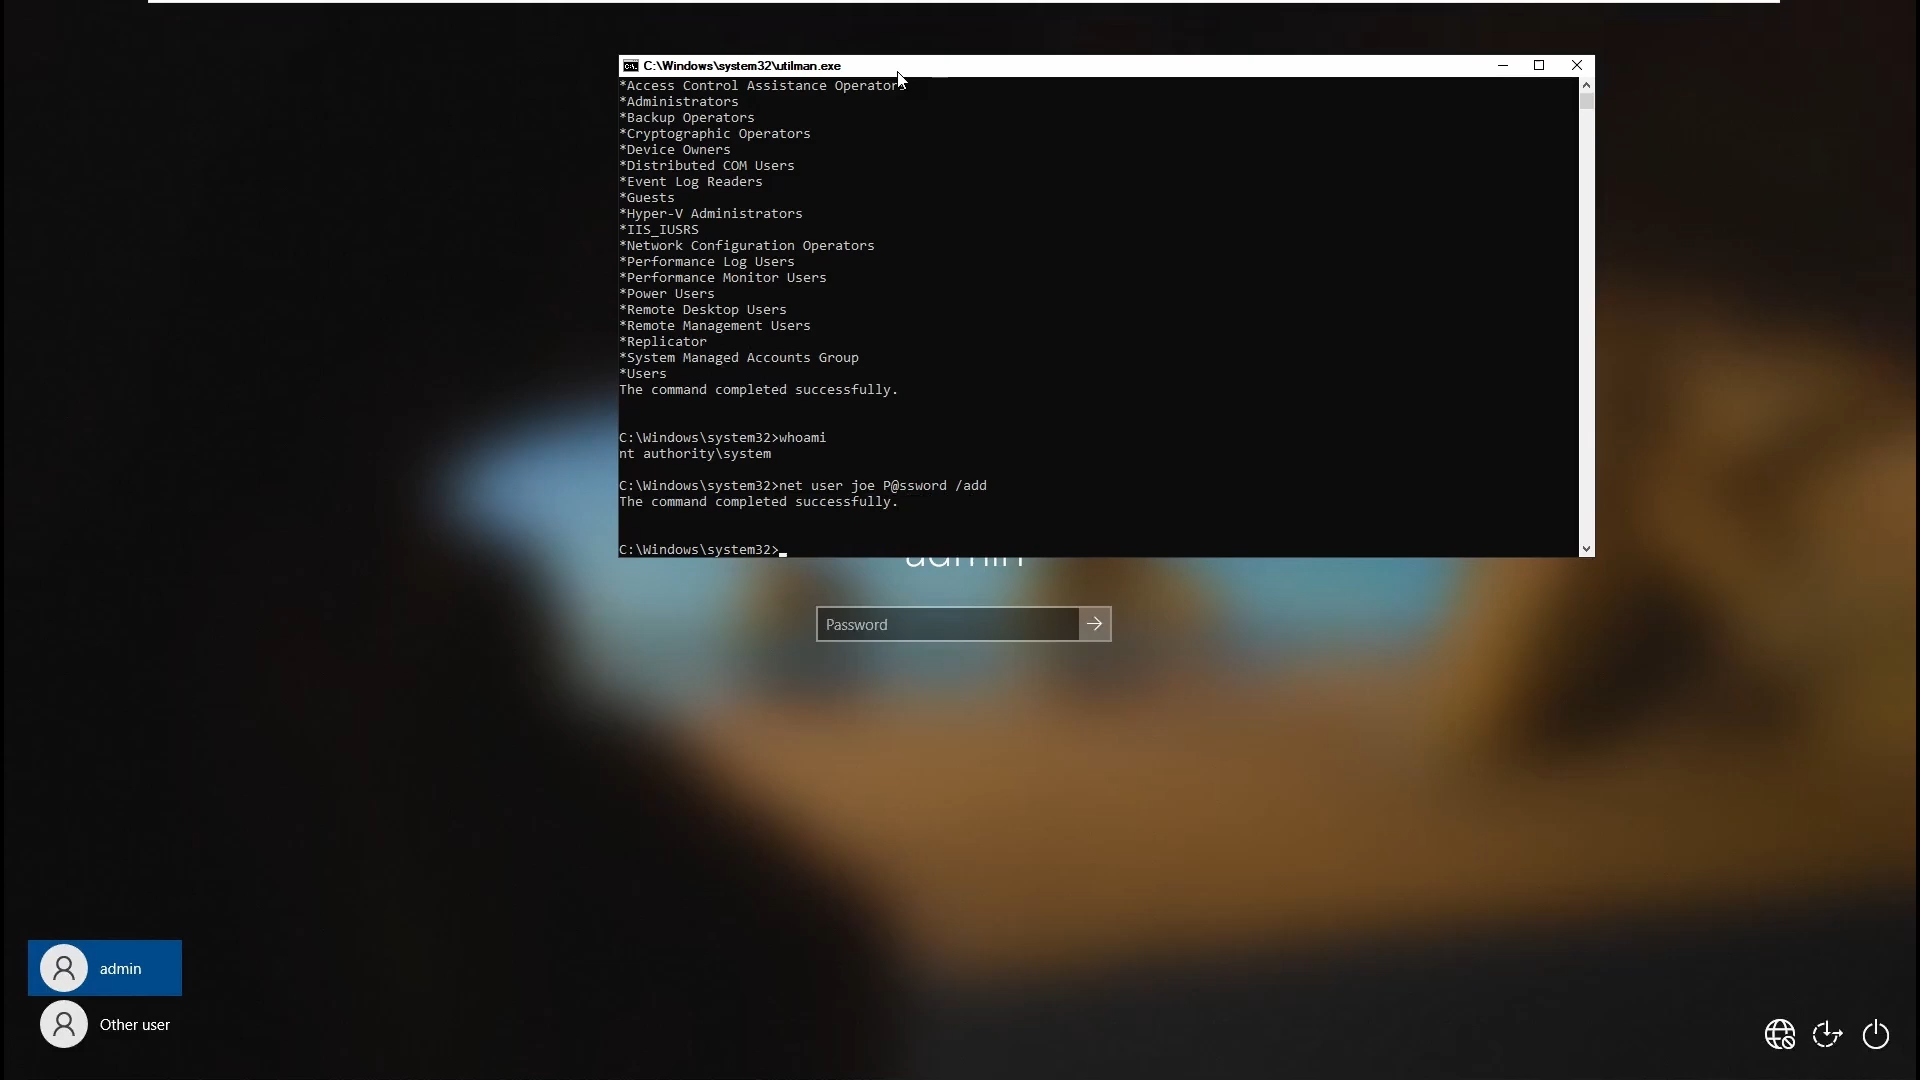 C:\Windows\system32\utilman.exe
*Access Control Assistance Operators
*Administrators
*Backup Operators
*Cryptographic Operators
*Device Owners
*Distributed COM Users
*Event Log Readers
*Guests
*Hyper-V Administrators
*IIS_IUSRS
*Network Configuration Operators
*Performance Log Users
*Performance Monitor Users
*Power Users
*Remote Desktop Users
*Remote Management Users
*Replicator
*System Managed Accounts Group
*Users
The command completed successfully.
C:\Windows\system32>whoami
nt authority\system
C:\Windows\system32>net user joe P@ssword /add
The command completed successfully.
C:\Windows\system32>
admin
Password
admin
Other user